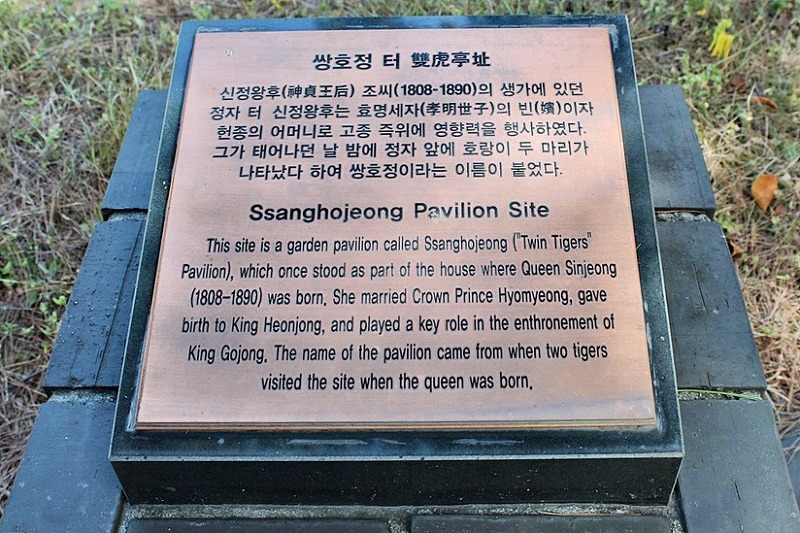 쌍호정 터 雙虎亭址
신정왕후(神貞王后) 조씨(1808-1890)의 생가에 있던
정자 터 신정왕후는 효명세자(孝明世子)의 빈(嬪)이자
헌종의 어머니로 고종 즉위에 영향력을 행사하였다.
그가 태어나던 날 밤에 정자 앞에 호랑이 두 마리가
나타났다 하여 쌍호정이라는 이름이 붙었다.
Ssanghojeong Pavilion Site
This site is a garden pavilion called Ssanghojeong ("Twin Tigers"
Pavilion), which once stood as part of the house where Queen Sinjeong
(1808–1890) was born. She married Crown Prince Hyomyeong, gave
birth to King Heonjong, and played a key role in the enthronement of
King Gojong. The name of the pavilion came from when two tigers
visited the site when the queen was born.